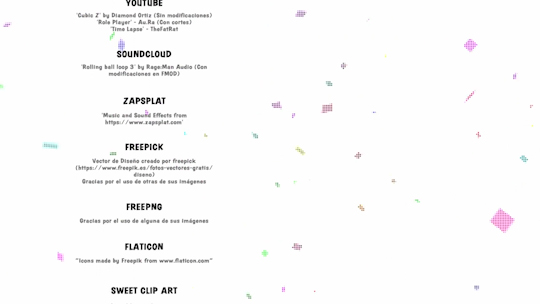 YOUTUBE
'Cubic Z' by Diamond Ortiz (Sin modificaciones)
'Role Player' - Au.Ra (Con cortes)
'Time Lapse' - TheFatRat
SOUNDCLOUD
'Rolling ball loop 3' by Rage:Man Audio (Con
modificaciones en FMOD)
ZAPSPLAT
'Music and Sound Effects from
https://www.zapsplat.com'
FREEPICK
Vector de Diseño creado por freepick
(https://www.freepik.es/fotos-vectores-gratis/
diseno)
Gracias por el uso de otras de sus imágenes
FREEPNG
Gracias por el uso de alguna de sus imágenes
FLATICON
"Icons made by Freepik from www.flaticon.com"
SWEET CLIP ART